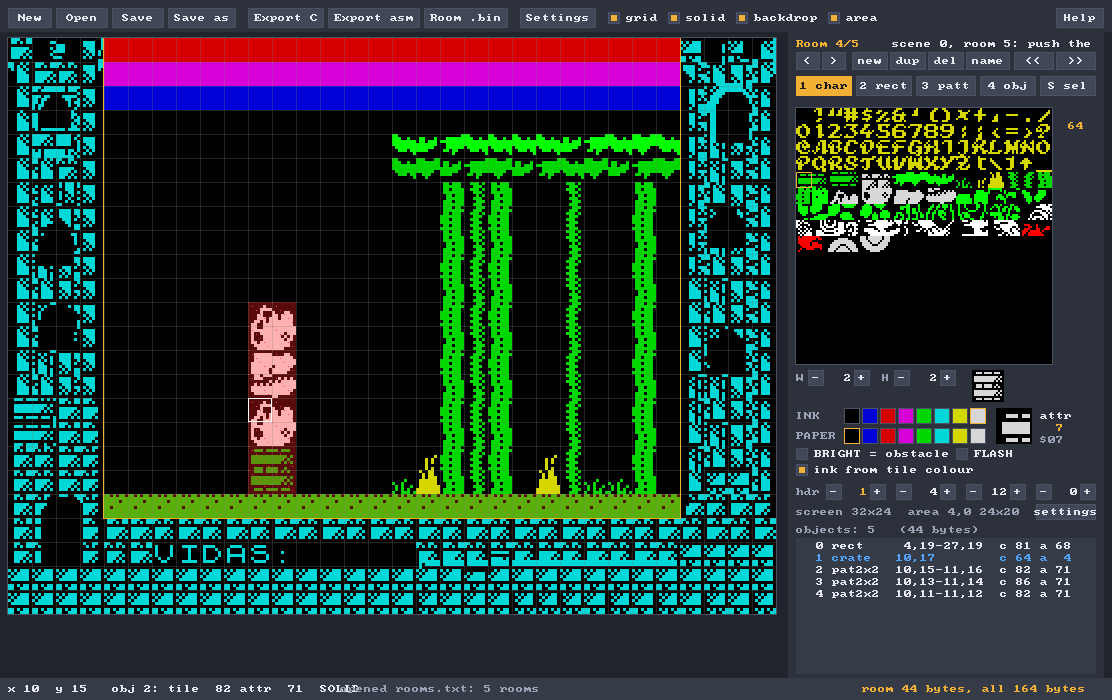 New Open Save Save as Export C Export asm Room .bin Settings grid solid backdrop area Help
Room 4/5 scene 0, room 5: push the
< > new dup del name << >>
1 char 2 rect 3 patt 4 obj S sel
64
W - 2 + H - 2 +
INK
attr
PAPER
7
$07
BRIGHT = obstacle FLASH
ink from tile colour
hdr - 1 + - 4 + - 12 + - 0 +
screen 32x24 area 4,0 24x20 settings
objects: 5 (44 bytes)
0 rect 4,19-27,19 c 81 a 68
1 crate 10,17 c 64 a 4
2 pat2x2 10,15-11,16 c 82 a 71
3 pat2x2 10,13-11,14 c 86 a 71
4 pat2x2 10,11-11,12 c 82 a 71
VIDAS:
x 10 y 15 obj 2: tile 82 attr 71 rooms.txt: 5 rooms room 44 bytes, all 164 bytes